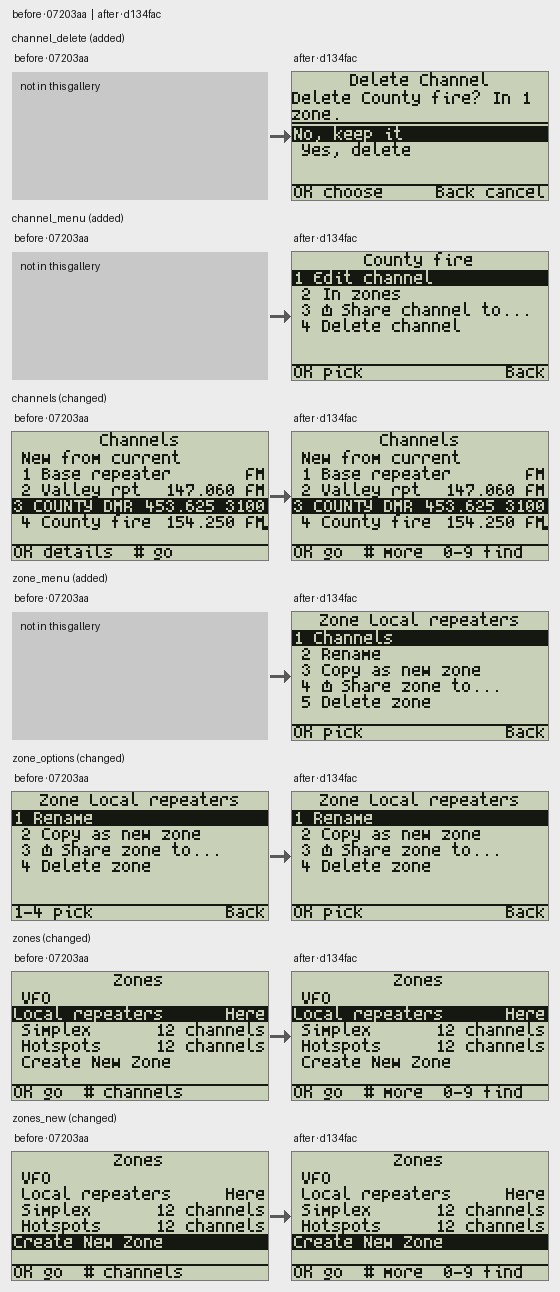 before · 07203aa | after · d134fac
channel_delete (added)
before · 07203aa
after · d134fac
not in this gallery
Delete Channel
Delete County fire? In 1
zone.
No, keep it
Yes, delete
OK choose Back cancel
channel_menu (added)
before · 07203aa
after · d134fac
not in this gallery
County fire
1 Edit channel
2 In zones
3 Share channel to...
4 Delete channel
OK pick Back
channels (changed)
before · 07203aa
after · d134fac
Channels
New from current
1 Base repeater FM
2 Valley rpt 147.060 FM
3 COUNTY DMR 453.625 3100
4 County fire 154.250 FM
OK details # go
Channels
New from current
1 Base repeater FM
2 Valley rpt 147.060 FM
3 COUNTY DMR 453.625 3100
4 County fire 154.250 FM
OK go # more 0-9 find
zone_menu (added)
before · 07203aa
after · d134fac
not in this gallery
Zone Local repeaters
1 Channels
2 Rename
3 Copy as new zone
4 Share zone to...
5 Delete zone
OK pick Back
zone_options (changed)
before · 07203aa
after · d134fac
Zone Local repeaters
1 Rename
2 Copy as new zone
3 Share zone to...
4 Delete zone
1-4 pick Back
Zone Local repeaters
1 Rename
2 Copy as new zone
3 Share zone to...
4 Delete zone
OK pick Back
zones (changed)
before · 07203aa
after · d134fac
Zones
VFO
Local repeaters Here
Simplex 12 channels
Hotspots 12 channels
Create New Zone
OK go # channels
Zones
VFO
Local repeaters Here
Simplex 12 channels
Hotspots 12 channels
Create New Zone
OK go # more 0-9 find
zones_new (changed)
before · 07203aa
after · d134fac
Zones
VFO
Local repeaters Here
Simplex 12 channels
Hotspots 12 channels
Create New Zone
OK go # channels
Zones
VFO
Local repeaters Here
Simplex 12 channels
Hotspots 12 channels
Create New Zone
OK go # more 0-9 find